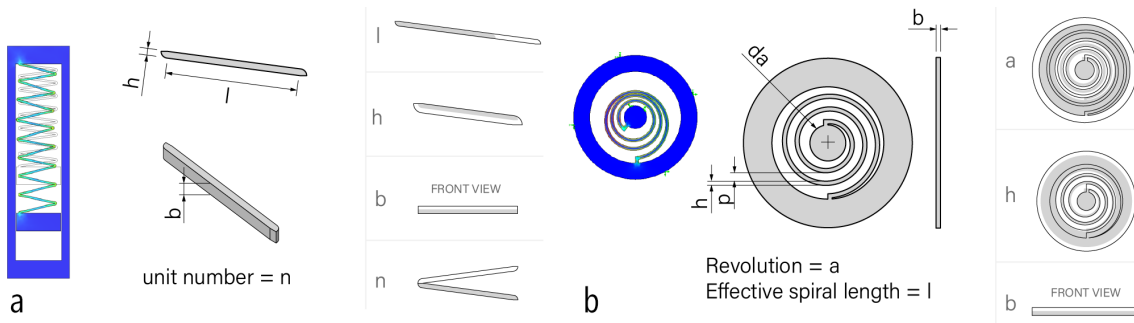 h
l
b
unit number = n
a
l
h
b
FRONT VIEW
n
da
b
h
p
Revolution = a
Effective spiral length = l
b
a
h
b
FRONT VIEW